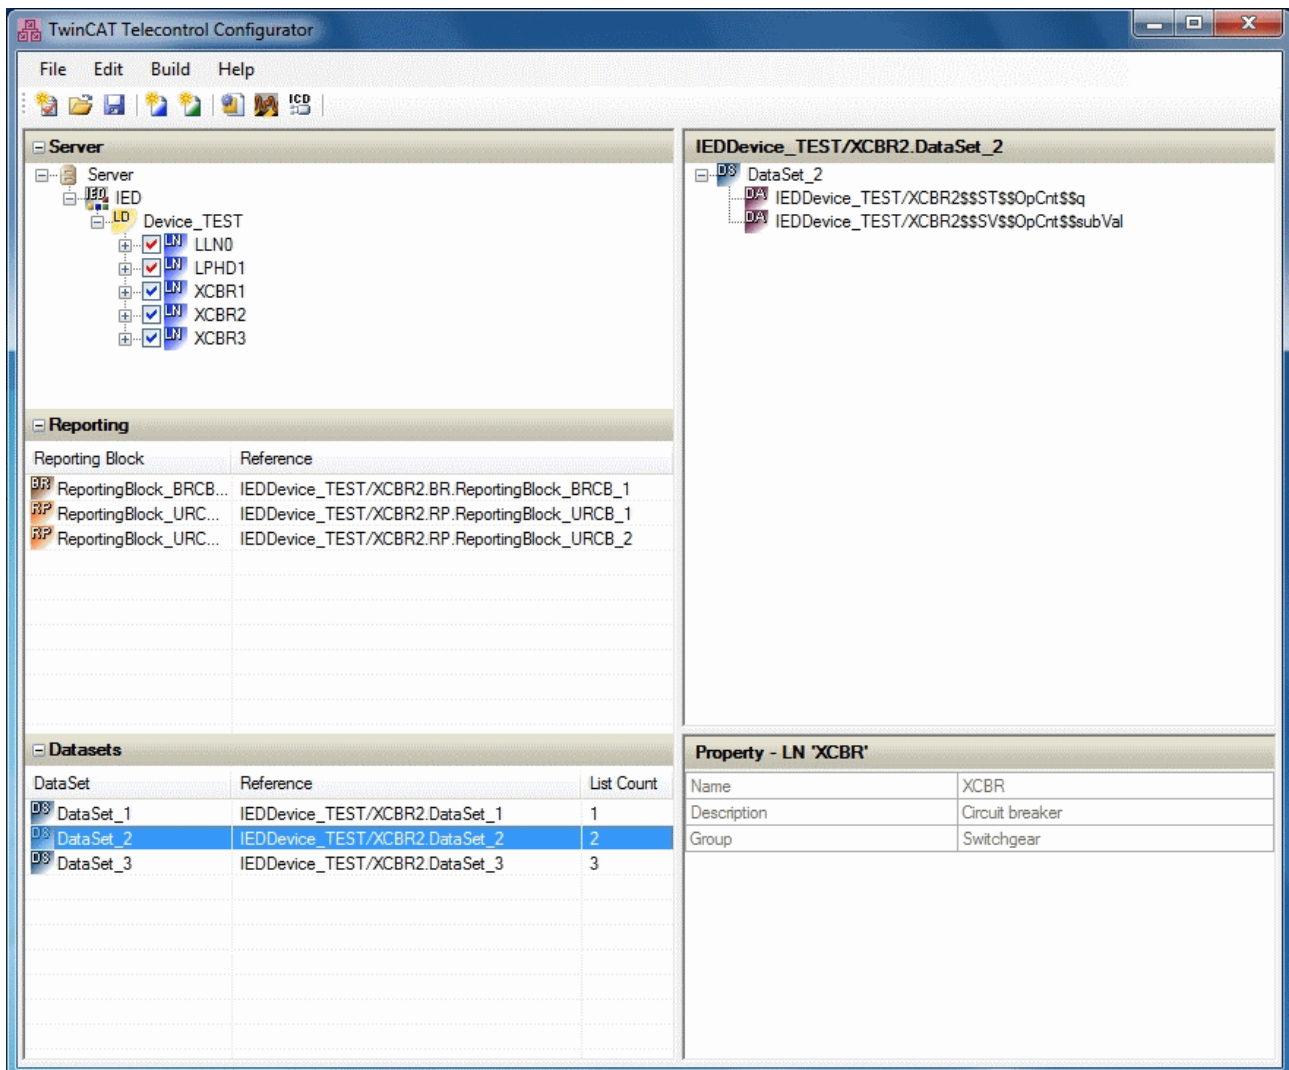 TwinCAT Telecontrol Configurator
File Edit Build Help
ICD
Server
Server
IED IED
LD Device_TEST
LN LLN0
LN LPHD1
LN XCBR1
LN XCBR2
LN XCBR3
Reporting
Reporting Block Reference
BR ReportingBlock_BRCB... IEDDevice_TEST/XCBR2.BR.ReportingBlock_BRCB_1
RP ReportingBlock_URC... IEDDevice_TEST/XCBR2.RP.ReportingBlock_URCB_1
RP ReportingBlock_URC... IEDDevice_TEST/XCBR2.RP.ReportingBlock_URCB_2
Datasets
DataSet Reference List Count
DS DataSet_1 IEDDevice_TEST/XCBR2.DataSet_1 1
DS DataSet_2 IEDDevice_TEST/XCBR2.DataSet_2 2
DS DataSet_3 IEDDevice_TEST/XCBR2.DataSet_3 3
IEDDevice_TEST/XCBR2.DataSet_2
DS DataSet_2
DA IEDDevice_TEST/XCBR2$$ST$$OpCnt$$q
DA IEDDevice_TEST/XCBR2$$SV$$OpCnt$$subVal
Property - LN 'XCBR'
Name XCBR
Description Circuit breaker
Group Switchgear